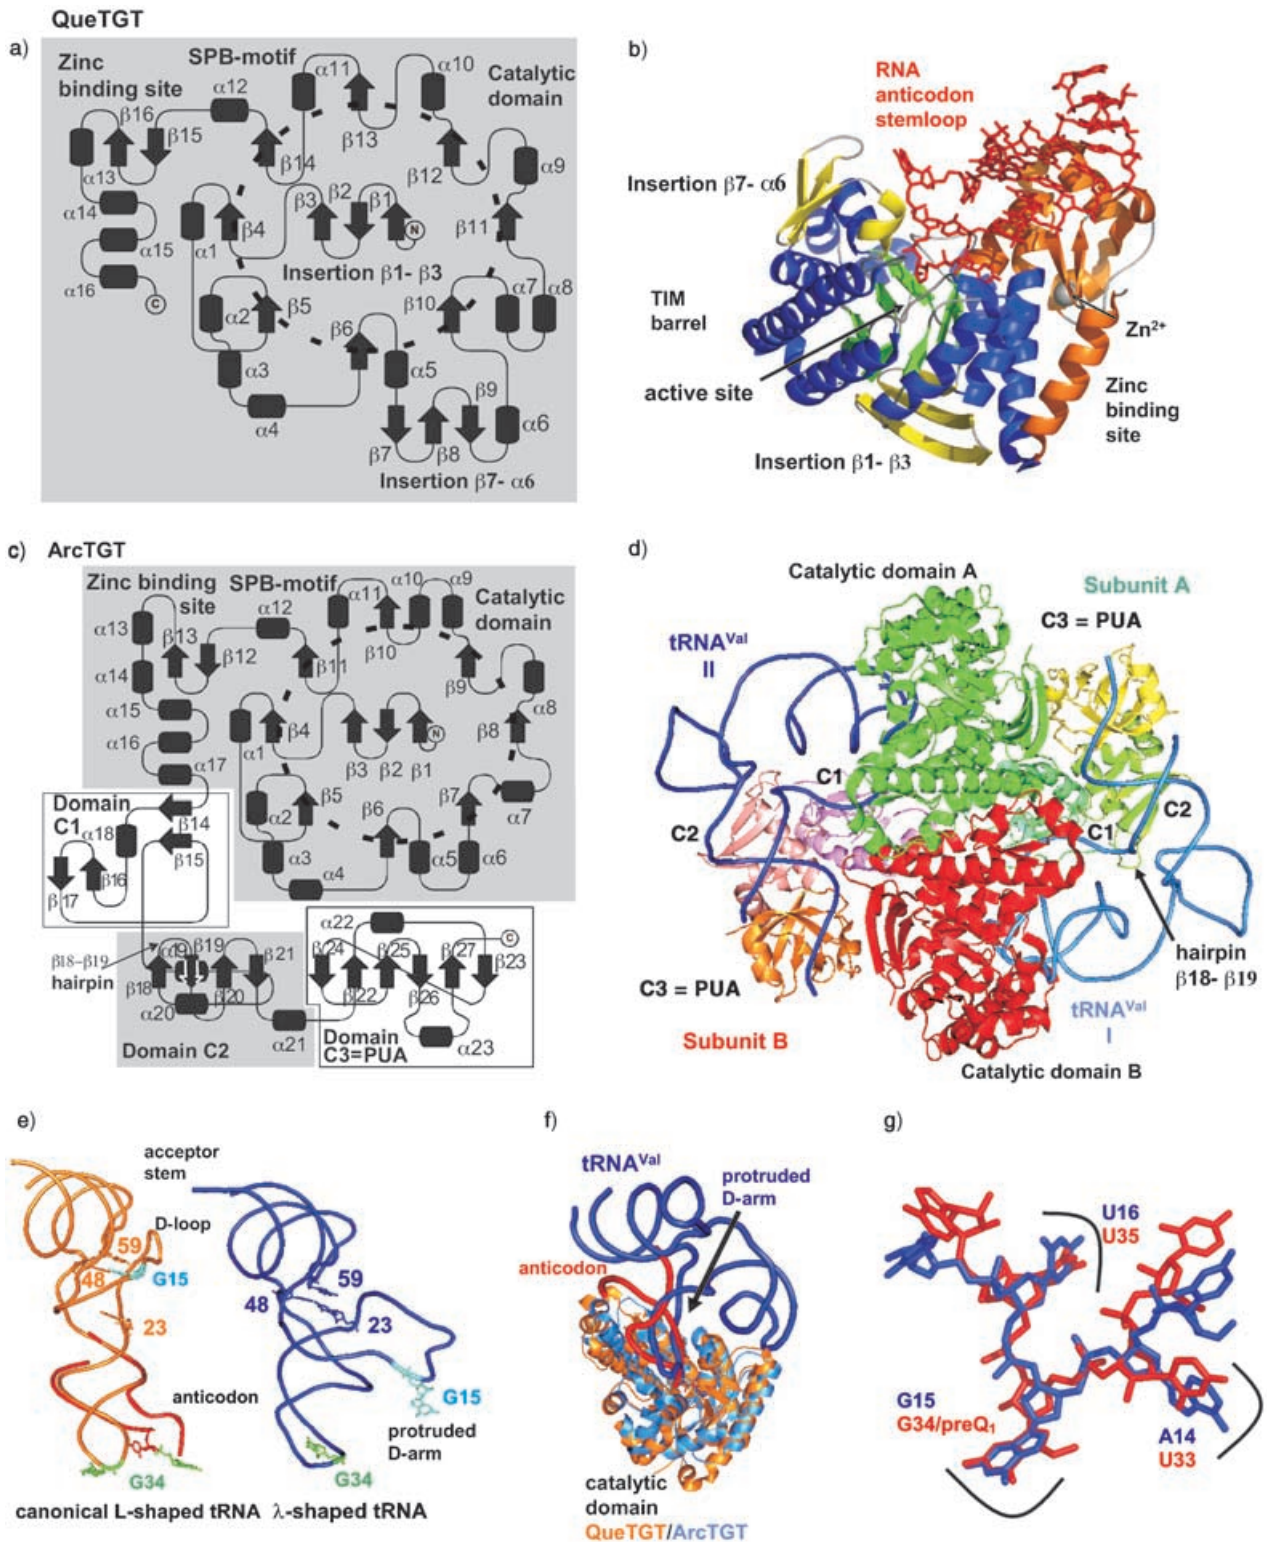 QueTGT
a)
Zinc
binding site
SPB-motif
Catalytic
domain
α11
α10
α12
β16
β15
β14
β13
β12
α9
α13
α14
α15
α16
C
α1
β4
β3
β2
β1
N
β11
Insertion β1- β3
α2
β5
β6
β10
α7
α8
α3
α4
α5
β9
α6
β7
β8
Insertion β7- α6
b)
RNA
anticodon
stemloop
Insertion β7- α6
TIM
barrel
active site
Zn²⁺
Zinc
binding
site
Insertion β1- β3
c)
ArcTGT
Zinc binding
site
SPB-motif
Catalytic
domain
α10
α9
α11
α12
α13
β13
β12
β11
β10
β9
α14
α8
α15
α16
α17
α1
β4
β3
β2
β1
N
β8
Domain
C1
α18
β14
β15
β16
β17
α2
β5
β6
β7
α7
α3
α4
α5
α6
β18-β19
hairpin
α19
β19
β21
β18
β20
α20
α21
Domain C2
α22
β24
β25
β27
C
β23
β22
β26
Domain
C3=PUA
α23
d)
Catalytic domain A
Subunit A
C3 = PUA
tRNAVal
II
C1
C2
C2
C1
hairpin
β18- β19
C3 = PUA
tRNAVal
I
Subunit B
Catalytic domain B
e)
acceptor
stem
D-loop
59
48
G15
23
59
48
23
anticodon
G15
protruded
D-arm
G34
G34
canonical L-shaped tRNA λ-shaped tRNA
f)
tRNAVal
protruded
D-arm
anticodon
catalytic
domain
QueTGT/ArcTGT
g)
U16
U35
G15
G34/preQ₁
A14
U33